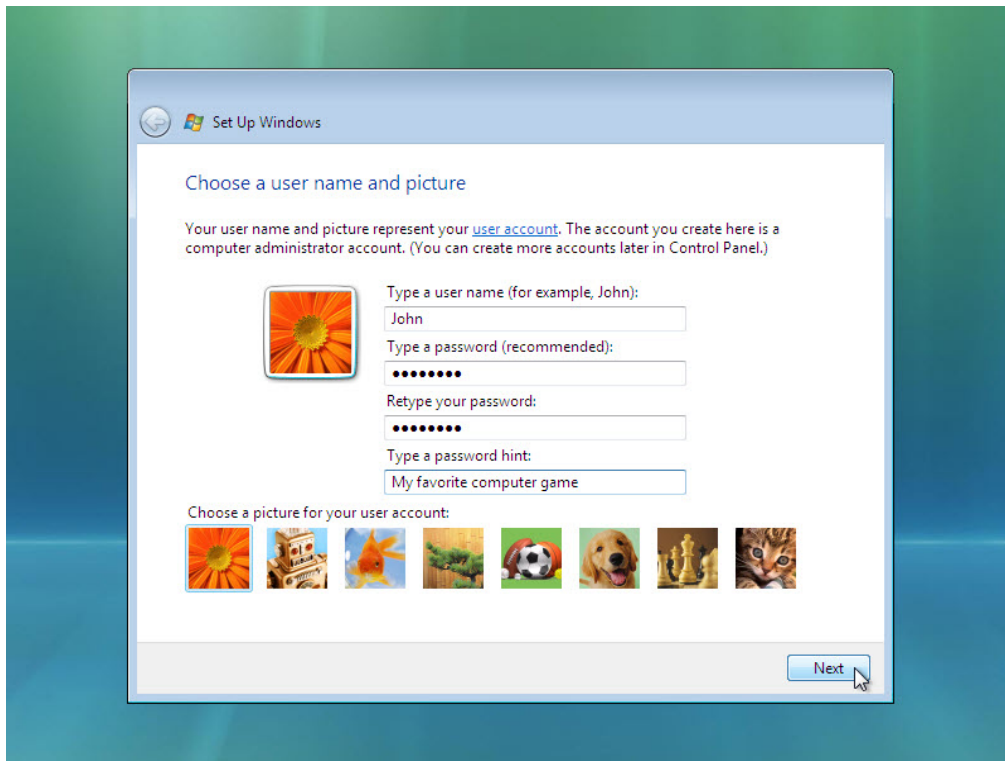 Set Up Windows
Choose a user name and picture
Your user name and picture represent your user account. The account you create here is a
computer administrator account. (You can create more accounts later in Control Panel.)
Type a user name (for example, John):
John
Type a password (recommended):
●●●●●●●●
Retype your password:
●●●●●●●●
Type a password hint:
My favorite computer game
Choose a picture for your user account:
Next